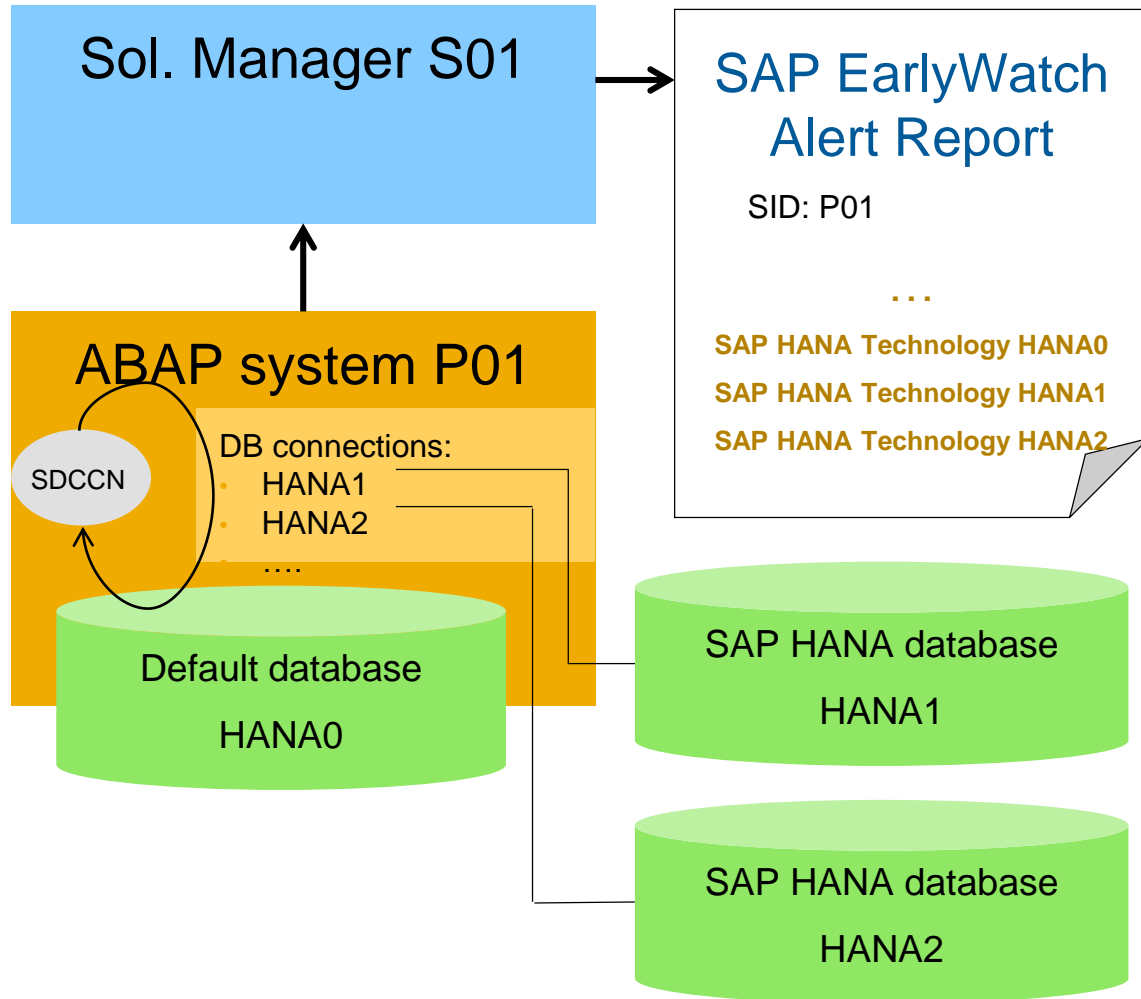 Sol. Manager S01
SAP EarlyWatch
Alert Report
SID: P01
...
SAP HANA Technology HANA0
SAP HANA Technology HANA1
SAP HANA Technology HANA2
ABAP system P01
SDCCN
DB connections:
• HANA1
• HANA2
• ....
Default database
HANA0
SAP HANA database
HANA1
SAP HANA database
HANA2